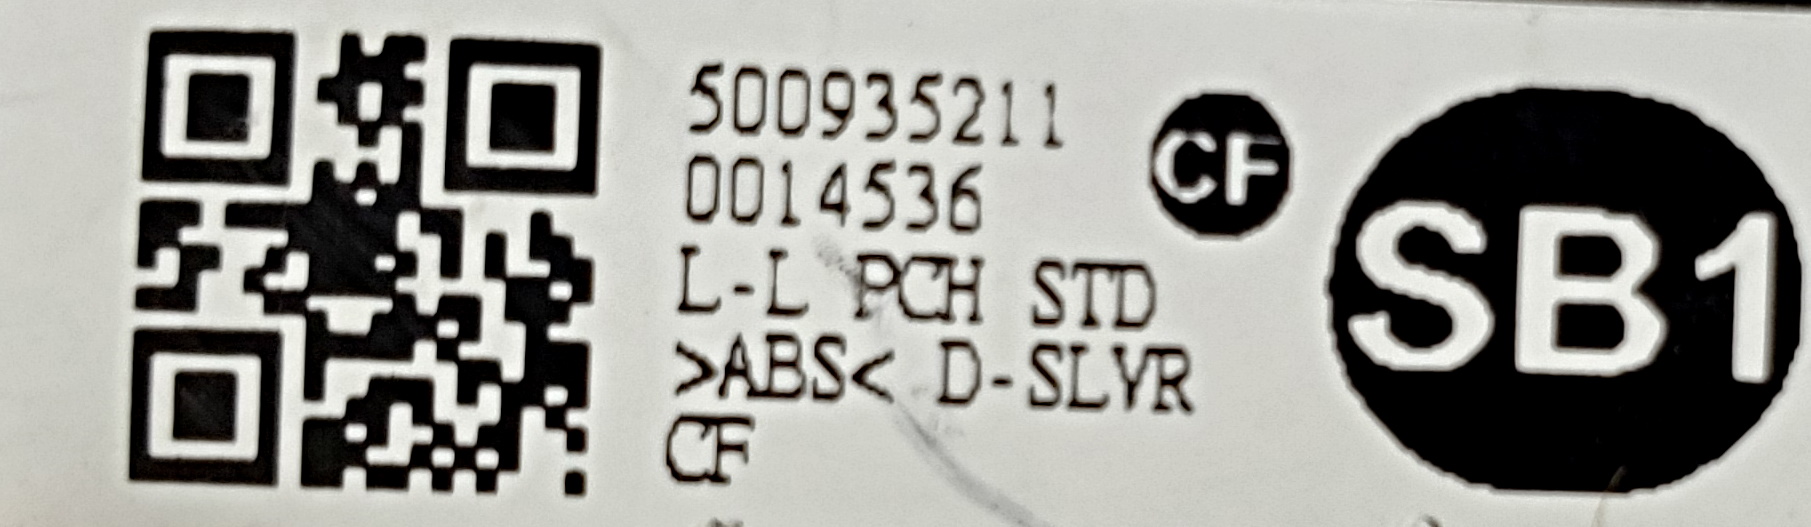 500935211
0014536
L-L PCH STD
>ABS< D-SLVR
CF
CF
SB1